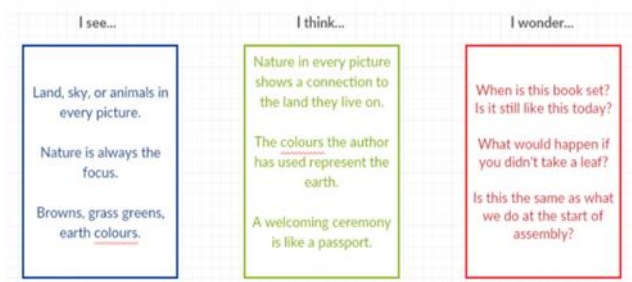 I see...
Land, sky, or animals in
every picture.
Nature is always the
focus.
Browns, grass greens,
earth colours.
I think...
Nature in every picture
shows a connection to
the land they live on.
The colours the author
has used represent the
earth.
A welcoming ceremony
is like a passport.
I wonder...
When is this book set?
Is it still like this today?
What would happen if
you didn't take a leaf?
Is this the same as what
we do at the start of
assembly?